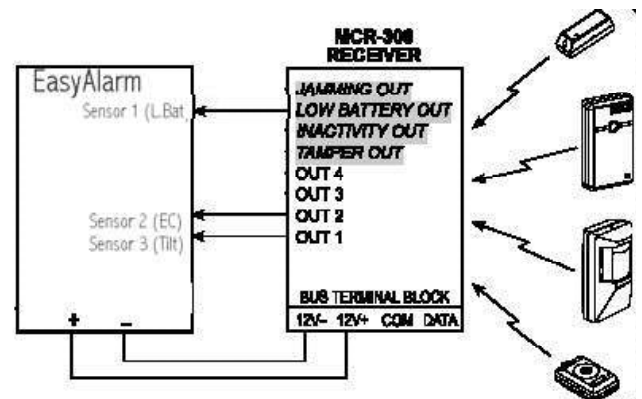 MCR-308
RECEIVER
EasyAlarm
Sensor 1 (L.Bat
Sensor 2 (EC)
Sensor 3 (Tilt)
+ −
JAMMING OUT
LOW BATTERY OUT
INACTIVITY OUT
TAMPER OUT
OUT 4
OUT 3
OUT 2
OUT 1
BUS TERMINAL BLOCK
12V− 12V+ COM DATA